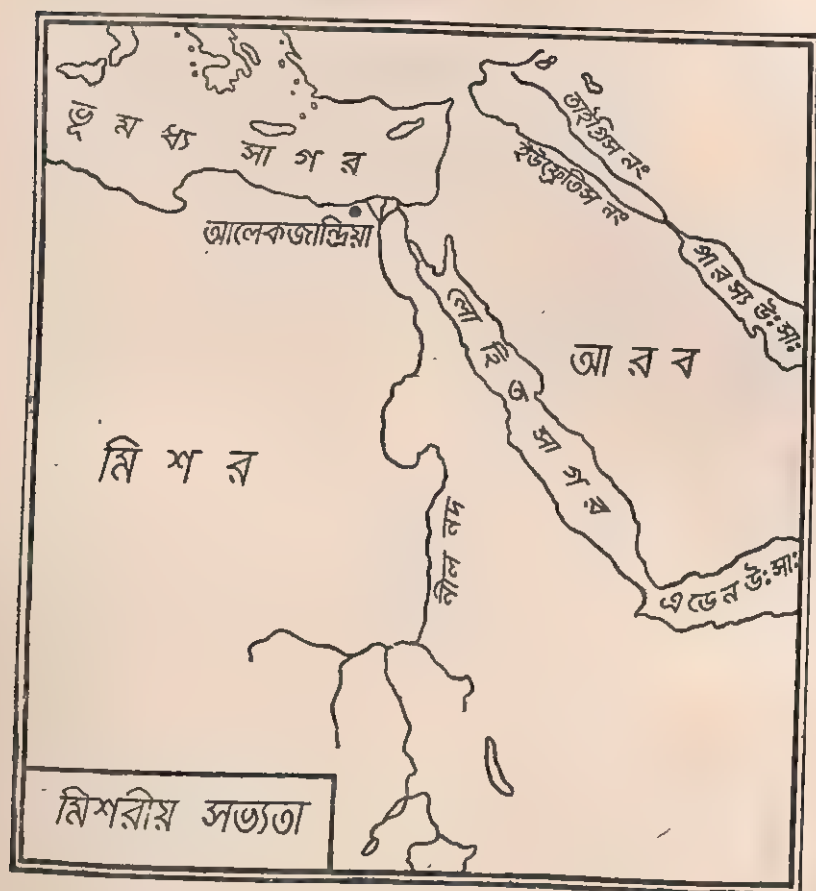 ভূমধ্য সাগর
তাইগ্রিস নং
ইউফ্রেতিস নং
আলেকজান্দ্রিয়া
পারস্য উঃসাঃ
লোহিত সাগর
আরব
মিশর
নীল নদ
এডেন উঃসাঃ
মিশরীয় সভ্যতা